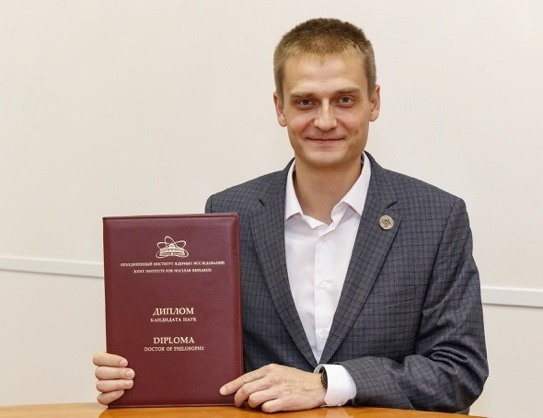 ОБЪЕДИНЕННЫЙ ИНСТИТУТ ЯДЕРНЫХ ИССЛЕДОВАНИЙ
JOINT INSTITUTE FOR NUCLEAR RESEARCH
ДИПЛОМ
КАНДИДАТА НАУК
DIPLOMA
DOCTOR OF PHILOSOPHY